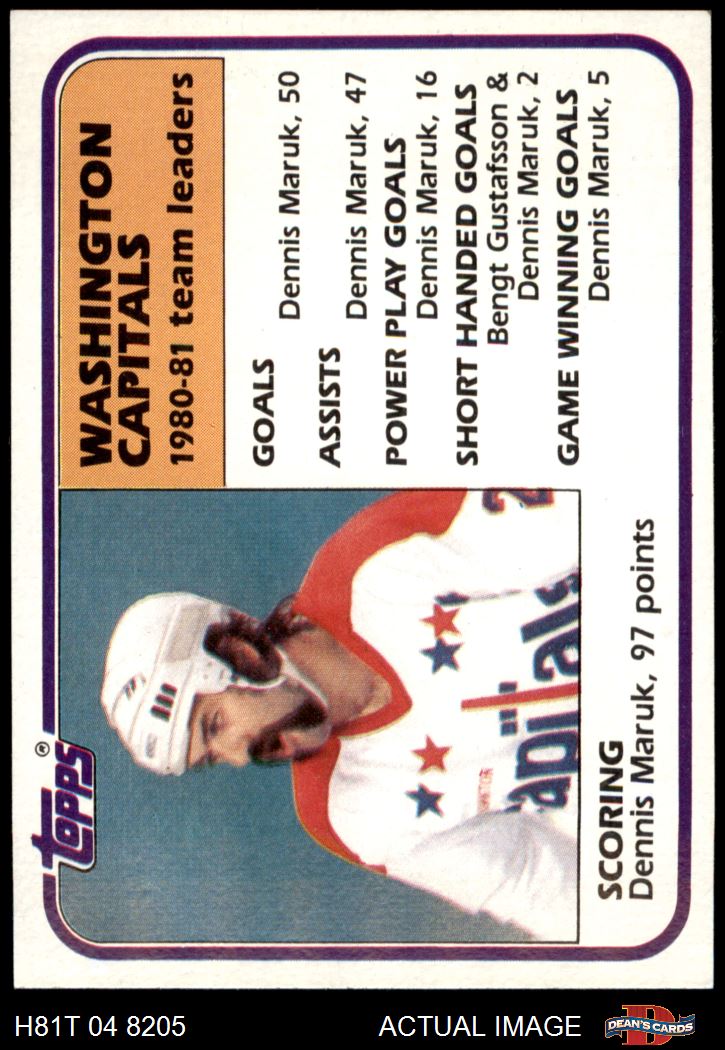 topps®
WASHINGTON
CAPITALS
1980-81 team leaders
GOALS
Dennis Maruk, 50
ASSISTS
Dennis Maruk, 47
POWER PLAY GOALS
Dennis Maruk, 16
SHORT HANDED GOALS
Bengt Gustafsson &
Dennis Maruk, 2
GAME WINNING GOALS
Dennis Maruk, 5
apitals
2
SCORING
Dennis Maruk, 97 points
H81T 04 8205
ACTUAL IMAGE
D
DEAN'S CARDS